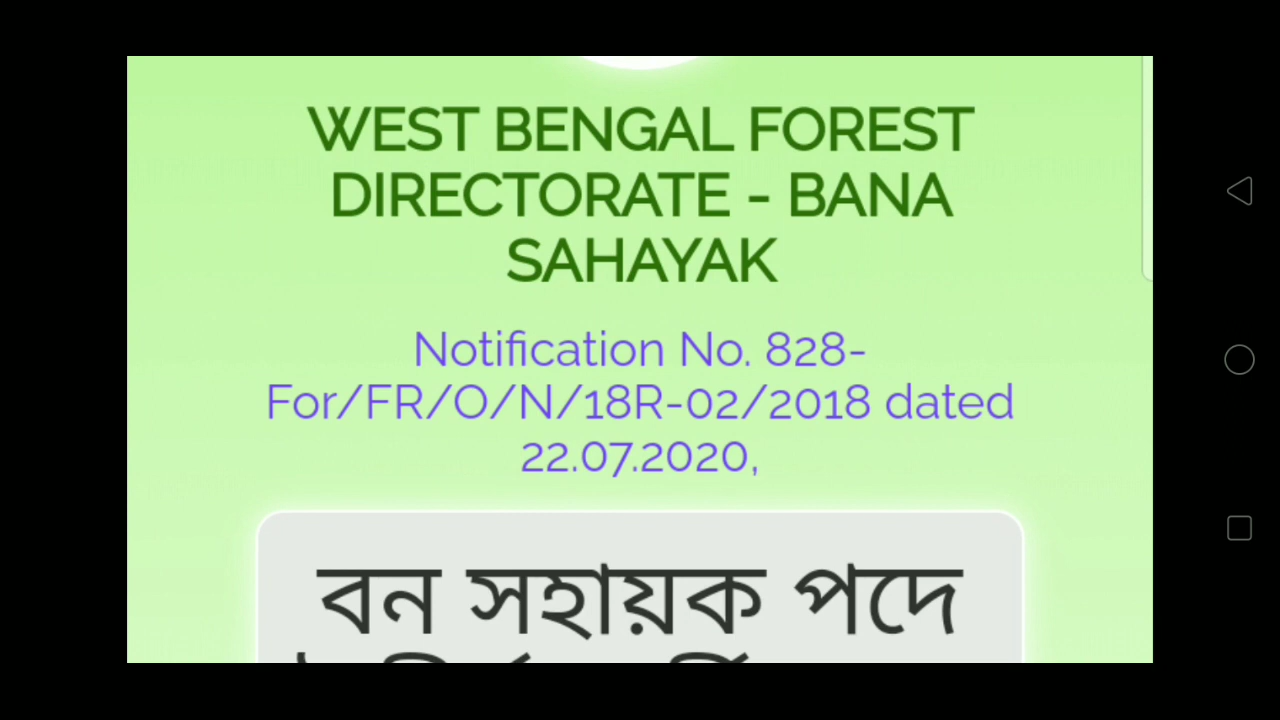 WEST BENGAL FOREST
DIRECTORATE - BANA
SAHAYAK
Notification No. 828-
For/FR/O/N/18R-02/2018 dated
22.07.2020,
বন সহায়ক পদে